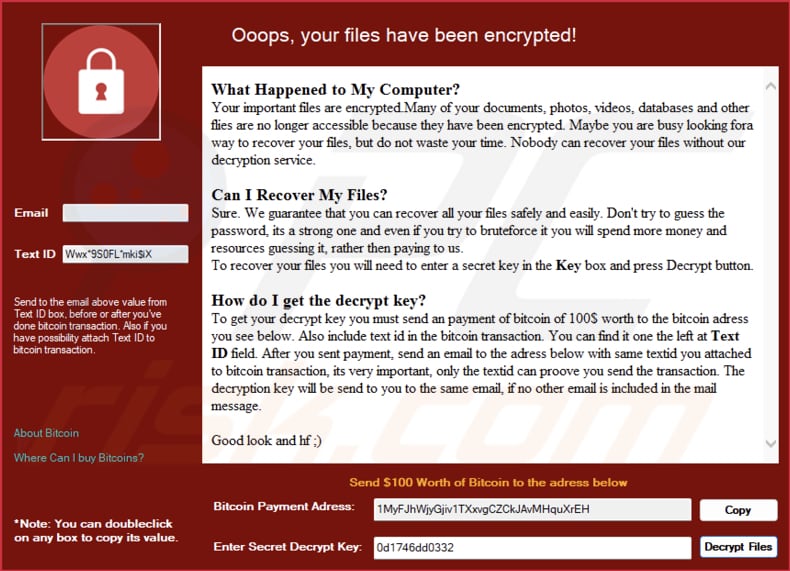 Ooops, your files have been encrypted!
What Happened to My Computer?
Your important files are encrypted.Many of your documents, photos, videos, databases and other
flies are no longer accessible because they have been encrypted. Maybe you are busy looking fora
way to recover your files, but do not waste your time. Nobody can recover your files without our
decryption service.
Can I Recover My Files?
Sure. We guarantee that you can recover all your files safely and easily. Don't try to guess the
password, its a strong one and even if you try to bruteforce it you will spend more money and
resources guessing it, rather then paying to us.
To recover your files you will need to enter a secret key in the Key box and press Decrypt button.
How do I get the decrypt key?
To get your decrypt key you must send an payment of bitcoin of 100$ worth to the bitcoin adress
you see below. Also include text id in the bitcoin transaction. You can find it one the left at Text
ID field. After you sent payment, send an email to the adress below with same textid you attached
to bitcoin transaction, its very important, only the textid can proove you send the transaction. The
decryption key will be send to you to the same email, if no other email is included in the mail
message.
Good look and hf ;)
Email
Text ID Wwx*9S0FL*mki$iX
Send to the email above value from
Text ID box, before or after you've
done bitcoin transaction. Also if you
have possibility attach Text ID to
bitcoin transaction.
About Bitcoin
Where Can I buy Bitcoins?
*Note: You can doubleclick
on any box to copy its value.
Send $100 Worth of Bitcoin to the adress below
Bitcoin Payment Adress: 1MyFJhWjyGjiv1TXxvgCZCkJAvMHquXrEH Copy
Enter Secret Decrypt Key: 0d1746dd0332 Decrypt Files
PC
risk.com